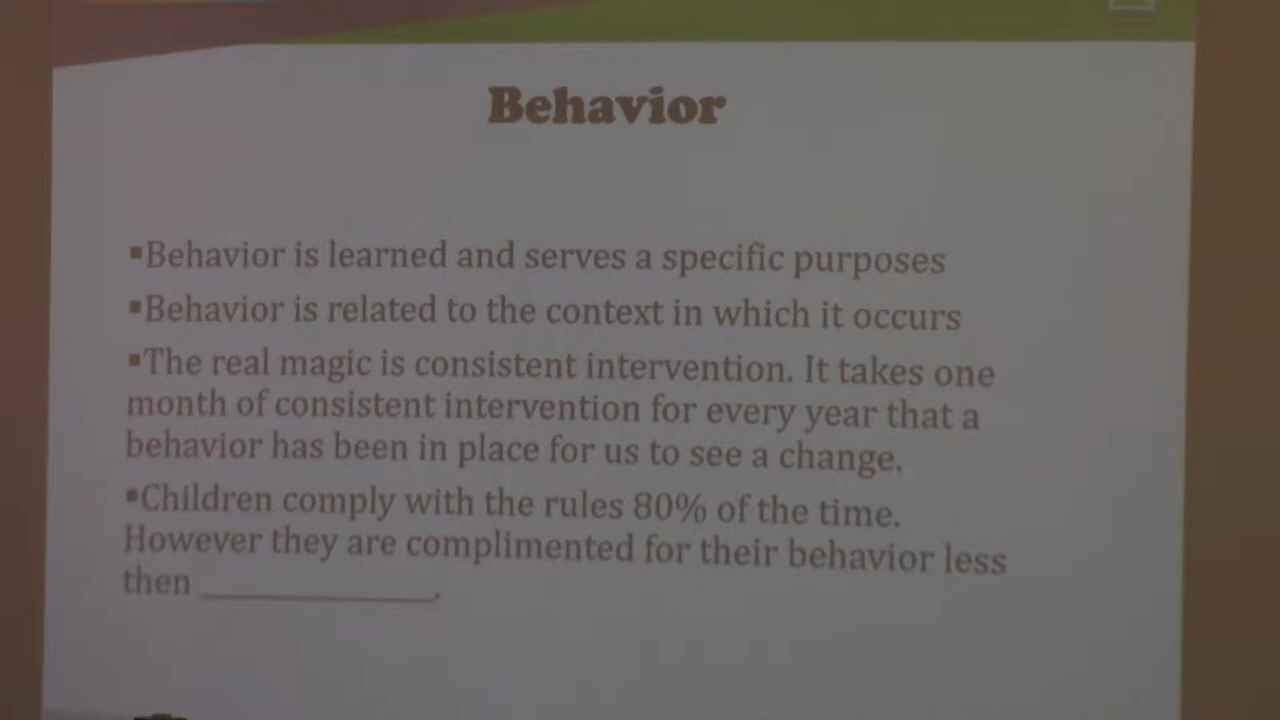 Behavior
▪Behavior is learned and serves a specific purposes
▪Behavior is related to the context in which it occurs
▪The real magic is consistent intervention. It takes one
month of consistent intervention for every year that a
behavior has been in place for us to see a change.
▪Children comply with the rules 80% of the time.
However they are complimented for their behavior less
then ______________.